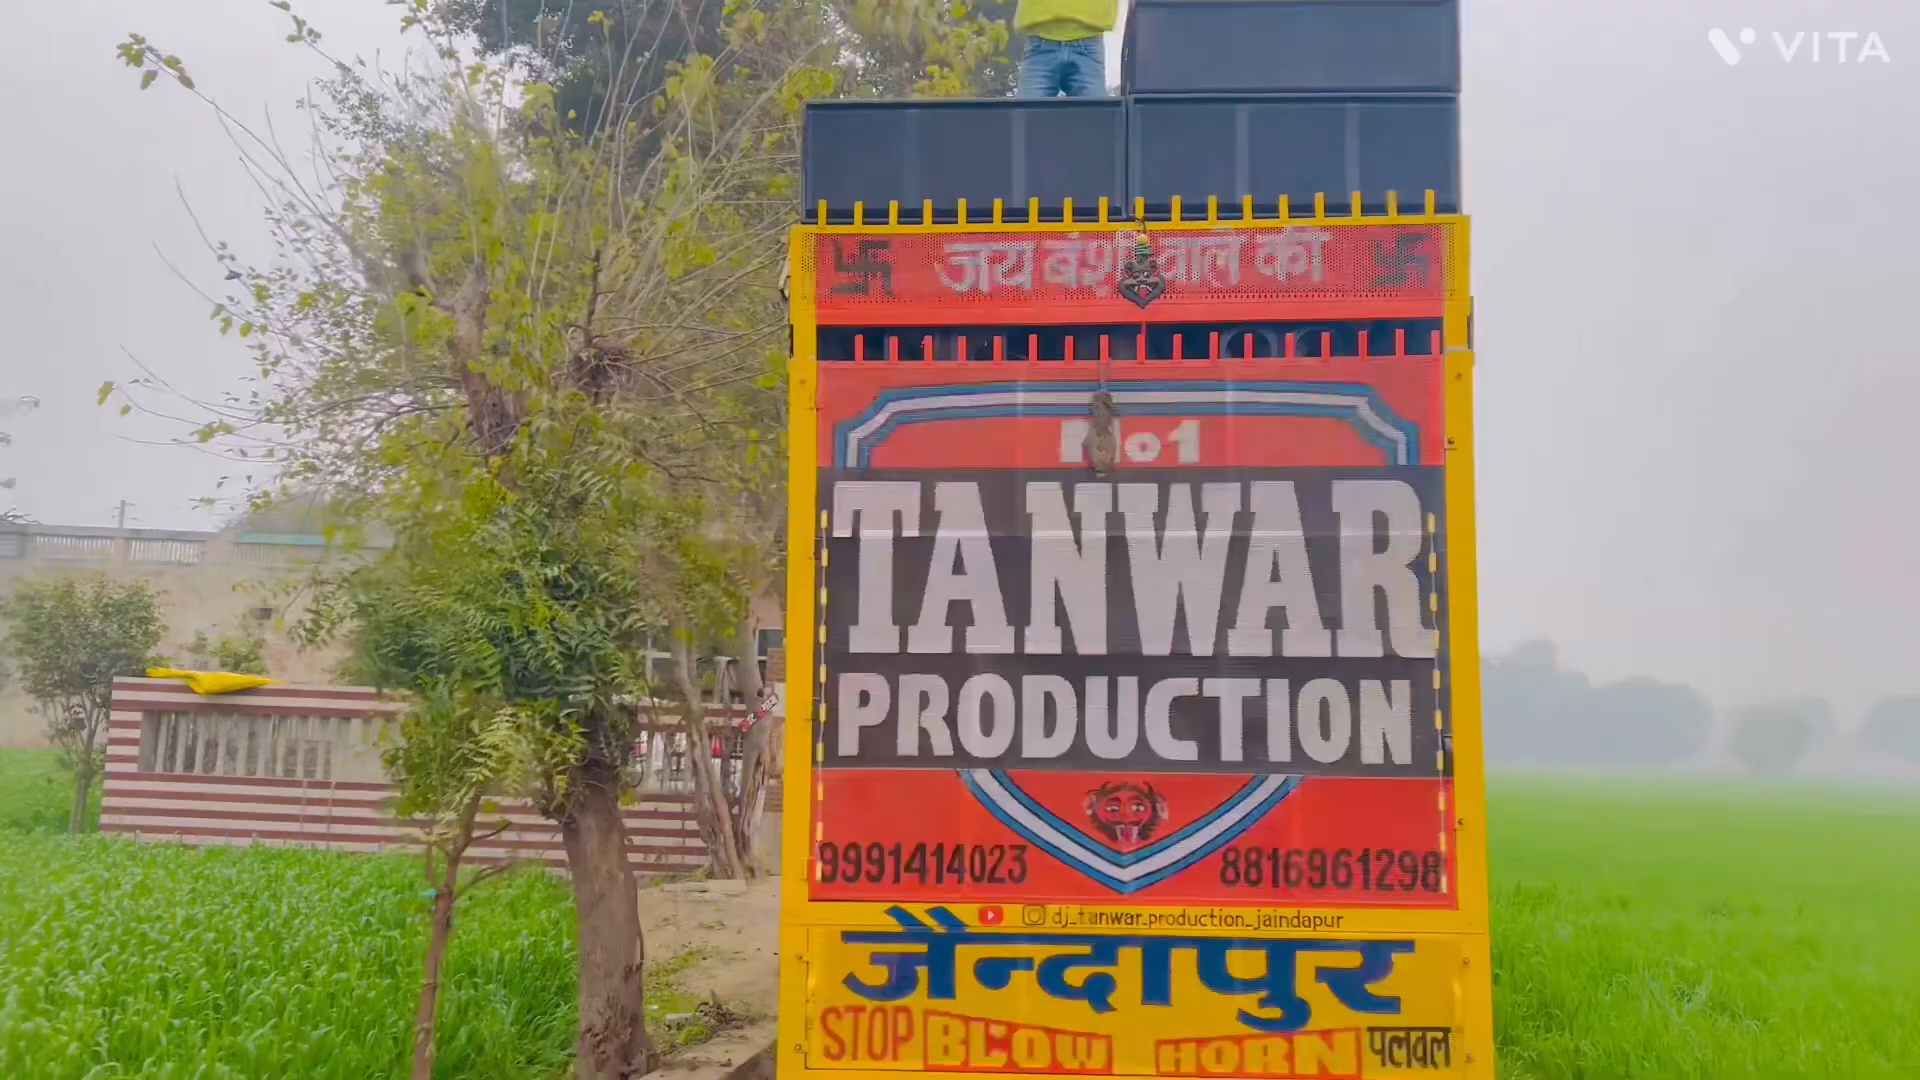 VITA
जय बंशी वाले की
No1
TANWAR
PRODUCTION
9991414023 8816961298
dj_tanwar_production_jaindapur
जैन्दापुर
STOP BLOW HORN पलवल